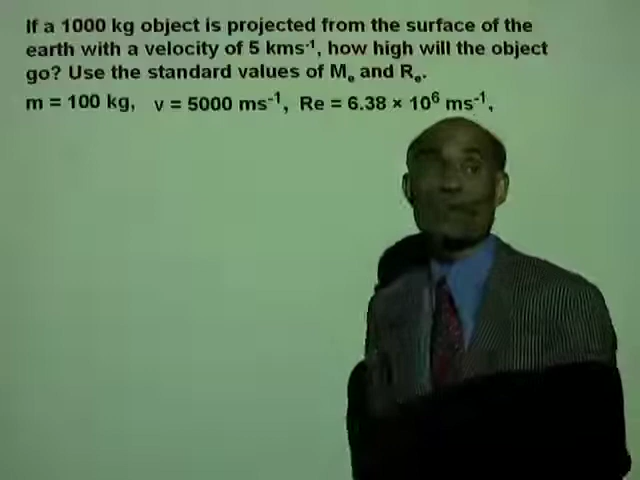 If a 1000 kg object is projected from the surface of the
earth with a velocity of 5 kms⁻¹, how high will the object
go? Use the standard values of Mₑ and Rₑ.
m = 100 kg, v = 5000 ms⁻¹, Re = 6.38 × 10⁶ ms⁻¹,